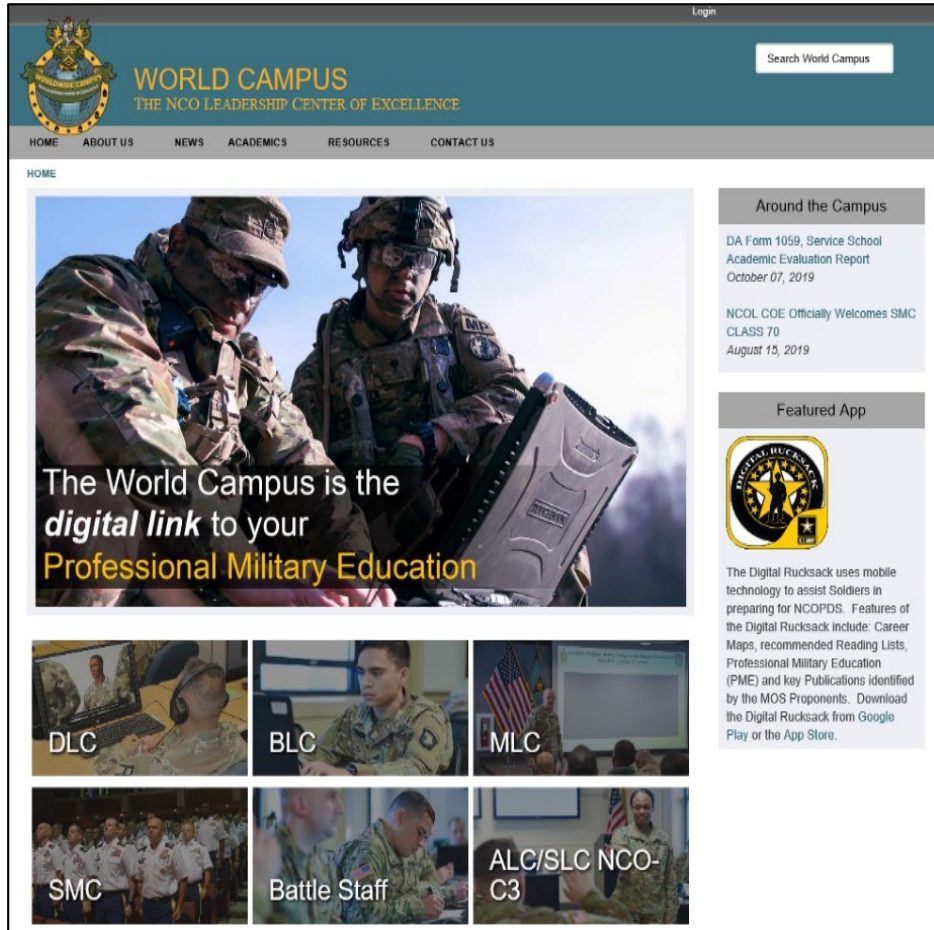 Login
WORLDWIDE CAMPUS
WORLD CAMPUS
THE NCO LEADERSHIP CENTER OF EXCELLENCE
Search World Campus
HOME ABOUT US NEWS ACADEMICS RESOURCES CONTACT US
HOME
MP
The World Campus is the
digital link to your
Professional Military Education
Around the Campus
DA Form 1059, Service School
Academic Evaluation Report
October 07, 2019
NCOL COE Officially Welcomes SMC
CLASS 70
August 15, 2019
Featured App
DIGITAL RUCKSACK
The Digital Rucksack uses mobile
technology to assist Soldiers in
preparing for NCOPDS. Features of
the Digital Rucksack include: Career
Maps, recommended Reading Lists,
Professional Military Education
(PME) and key Publications identified
by the MOS Proponents. Download
the Digital Rucksack from Google
Play or the App Store.
DLC
BLC
MLC
SMC
Battle Staff
ALC/SLC NCO-
C3